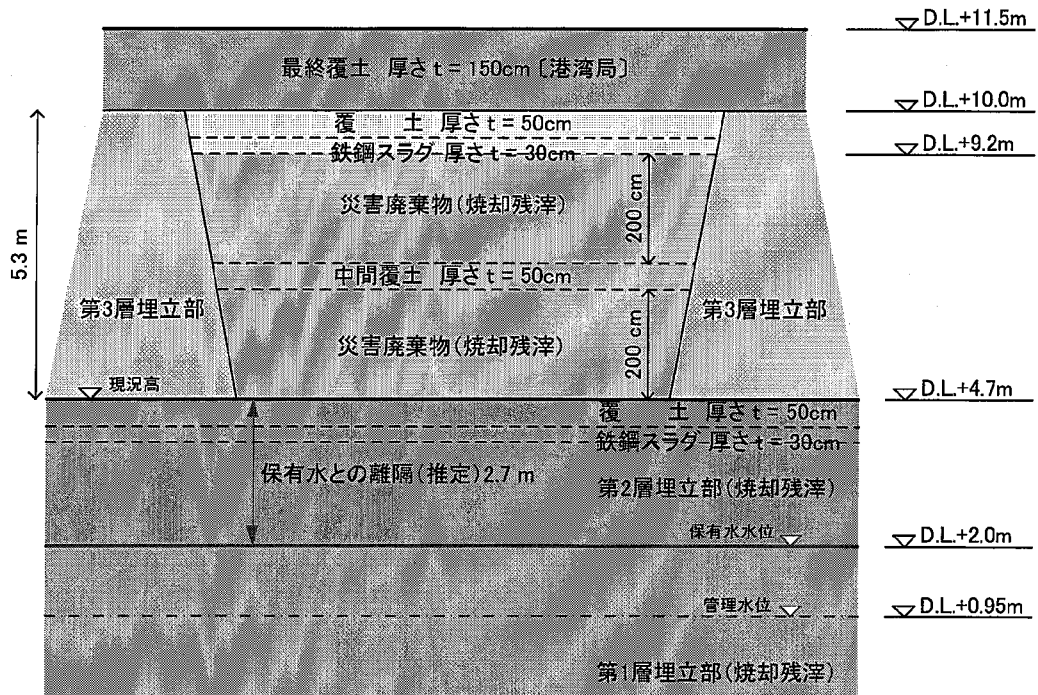 D.L.+11.5m
最終覆土 厚さt=150cm〔港湾局〕
D.L.+10.0m
覆 土 厚さt=50cm
鉄鋼スラグ 厚さt=30cm
D.L.+9.2m
災害廃棄物(焼却残滓)
200 cm
5.3 m
中間覆土 厚さt=50cm
第3層埋立部
第3層埋立部
災害廃棄物(焼却残滓)
200 cm
現況高
D.L.+4.7m
覆 土 厚さt=50cm
鉄鋼スラグ 厚さt=30cm
保有水との離隔(推定)2.7 m
第2層埋立部(焼却残滓)
保有水水位
D.L.+2.0m
管理水位
D.L.+0.95m
第1層埋立部(焼却残滓)